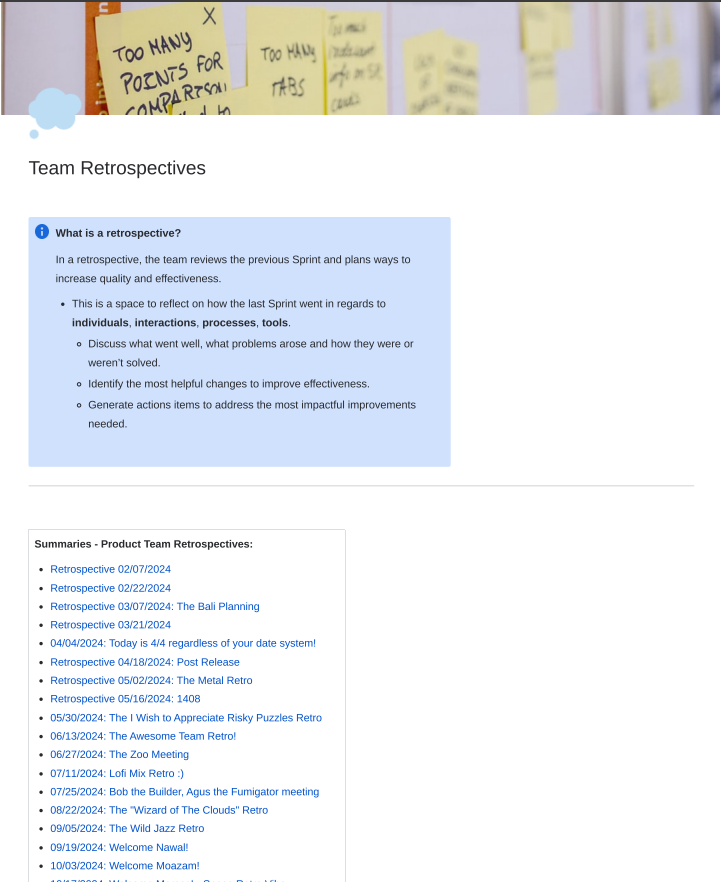 X
TOO MANY
POINTS FOR
COMPARISON
to
TOO MANY
TABS
Too much
info on
cards
Team Retrospectives
What is a retrospective?
In a retrospective, the team reviews the previous Sprint and plans ways to
increase quality and effectiveness.
• This is a space to reflect on how the last Sprint went in regards to
individuals, interactions, processes, tools.
Discuss what went well, what problems arose and how they were or
weren’t solved.
Identify the most helpful changes to improve effectiveness.
Generate actions items to address the most impactful improvements
needed.
Summaries - Product Team Retrospectives:
• Retrospective 02/07/2024
• Retrospective 02/22/2024
• Retrospective 03/07/2024: The Bali Planning
• Retrospective 03/21/2024
• 04/04/2024: Today is 4/4 regardless of your date system!
• Retrospective 04/18/2024: Post Release
• Retrospective 05/02/2024: The Metal Retro
• Retrospective 05/16/2024: 1408
• 05/30/2024: The I Wish to Appreciate Risky Puzzles Retro
• 06/13/2024: The Awesome Team Retro!
• 06/27/2024: The Zoo Meeting
• 07/11/2024: Lofi Mix Retro :)
• 07/25/2024: Bob the Builder, Agus the Fumigator meeting
• 08/22/2024: The "Wizard of The Clouds" Retro
• 09/05/2024: The Wild Jazz Retro
• 09/19/2024: Welcome Nawal!
• 10/03/2024: Welcome Moazam!